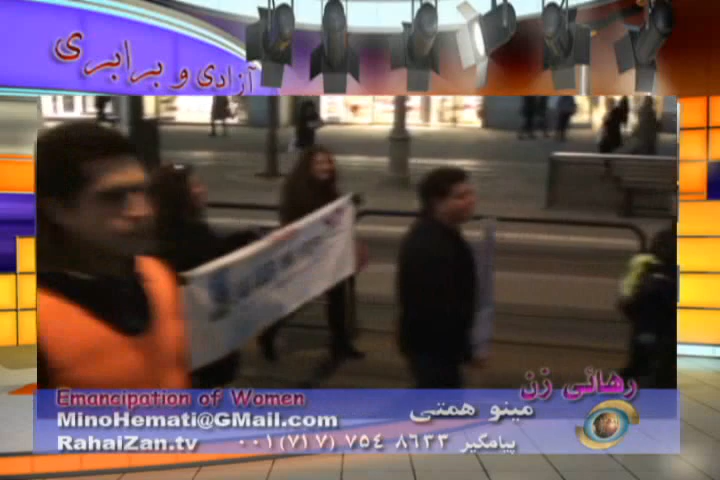 آزادی و برابری
Emancipation of Women
رهائی زن
MinoHemati@GMail.com
مینو همتی
RahaiZan.tv
پیامگیر ۸۶۳۳ ۷۵۴ (۷۱۷) ۰۰۱